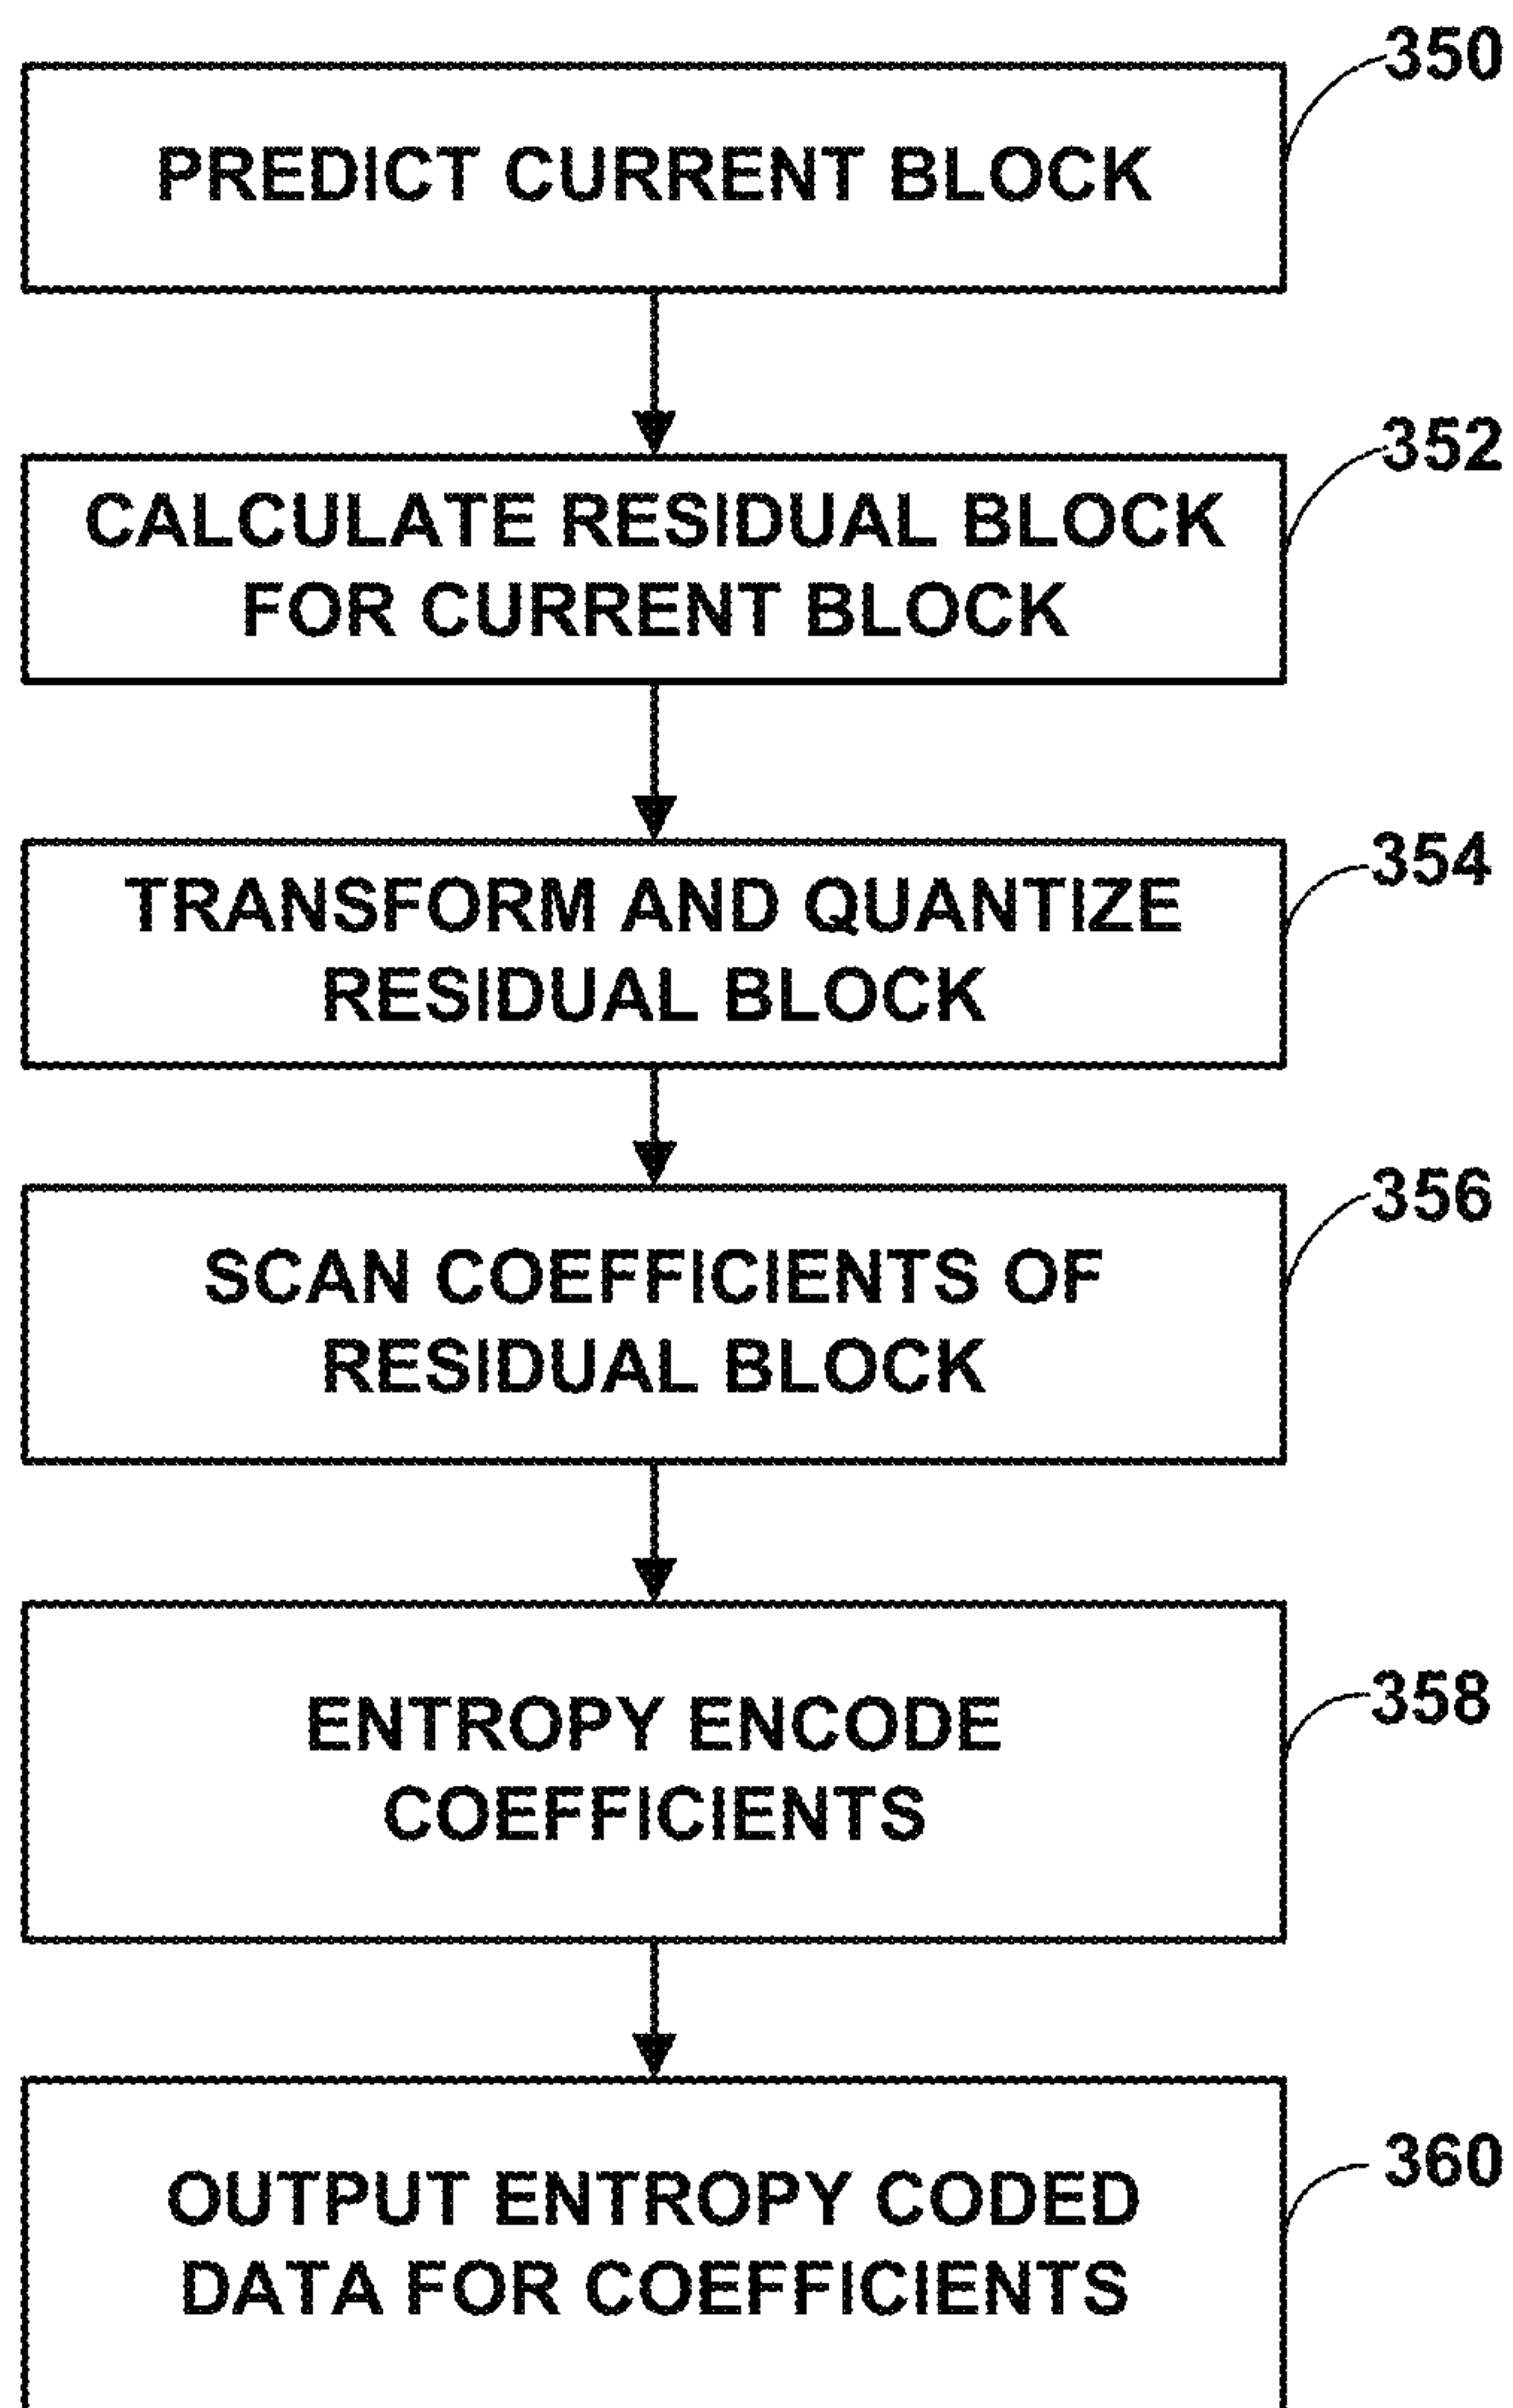 350
PREDICT CURRENT BLOCK
352
CALCULATE RESIDUAL BLOCK
FOR CURRENT BLOCK
354
TRANSFORM AND QUANTIZE
RESIDUAL BLOCK
356
SCAN COEFFICIENTS OF
RESIDUAL BLOCK
358
ENTROPY ENCODE
COEFFICIENTS
360
OUTPUT ENTROPY CODED
DATA FOR COEFFICIENTS